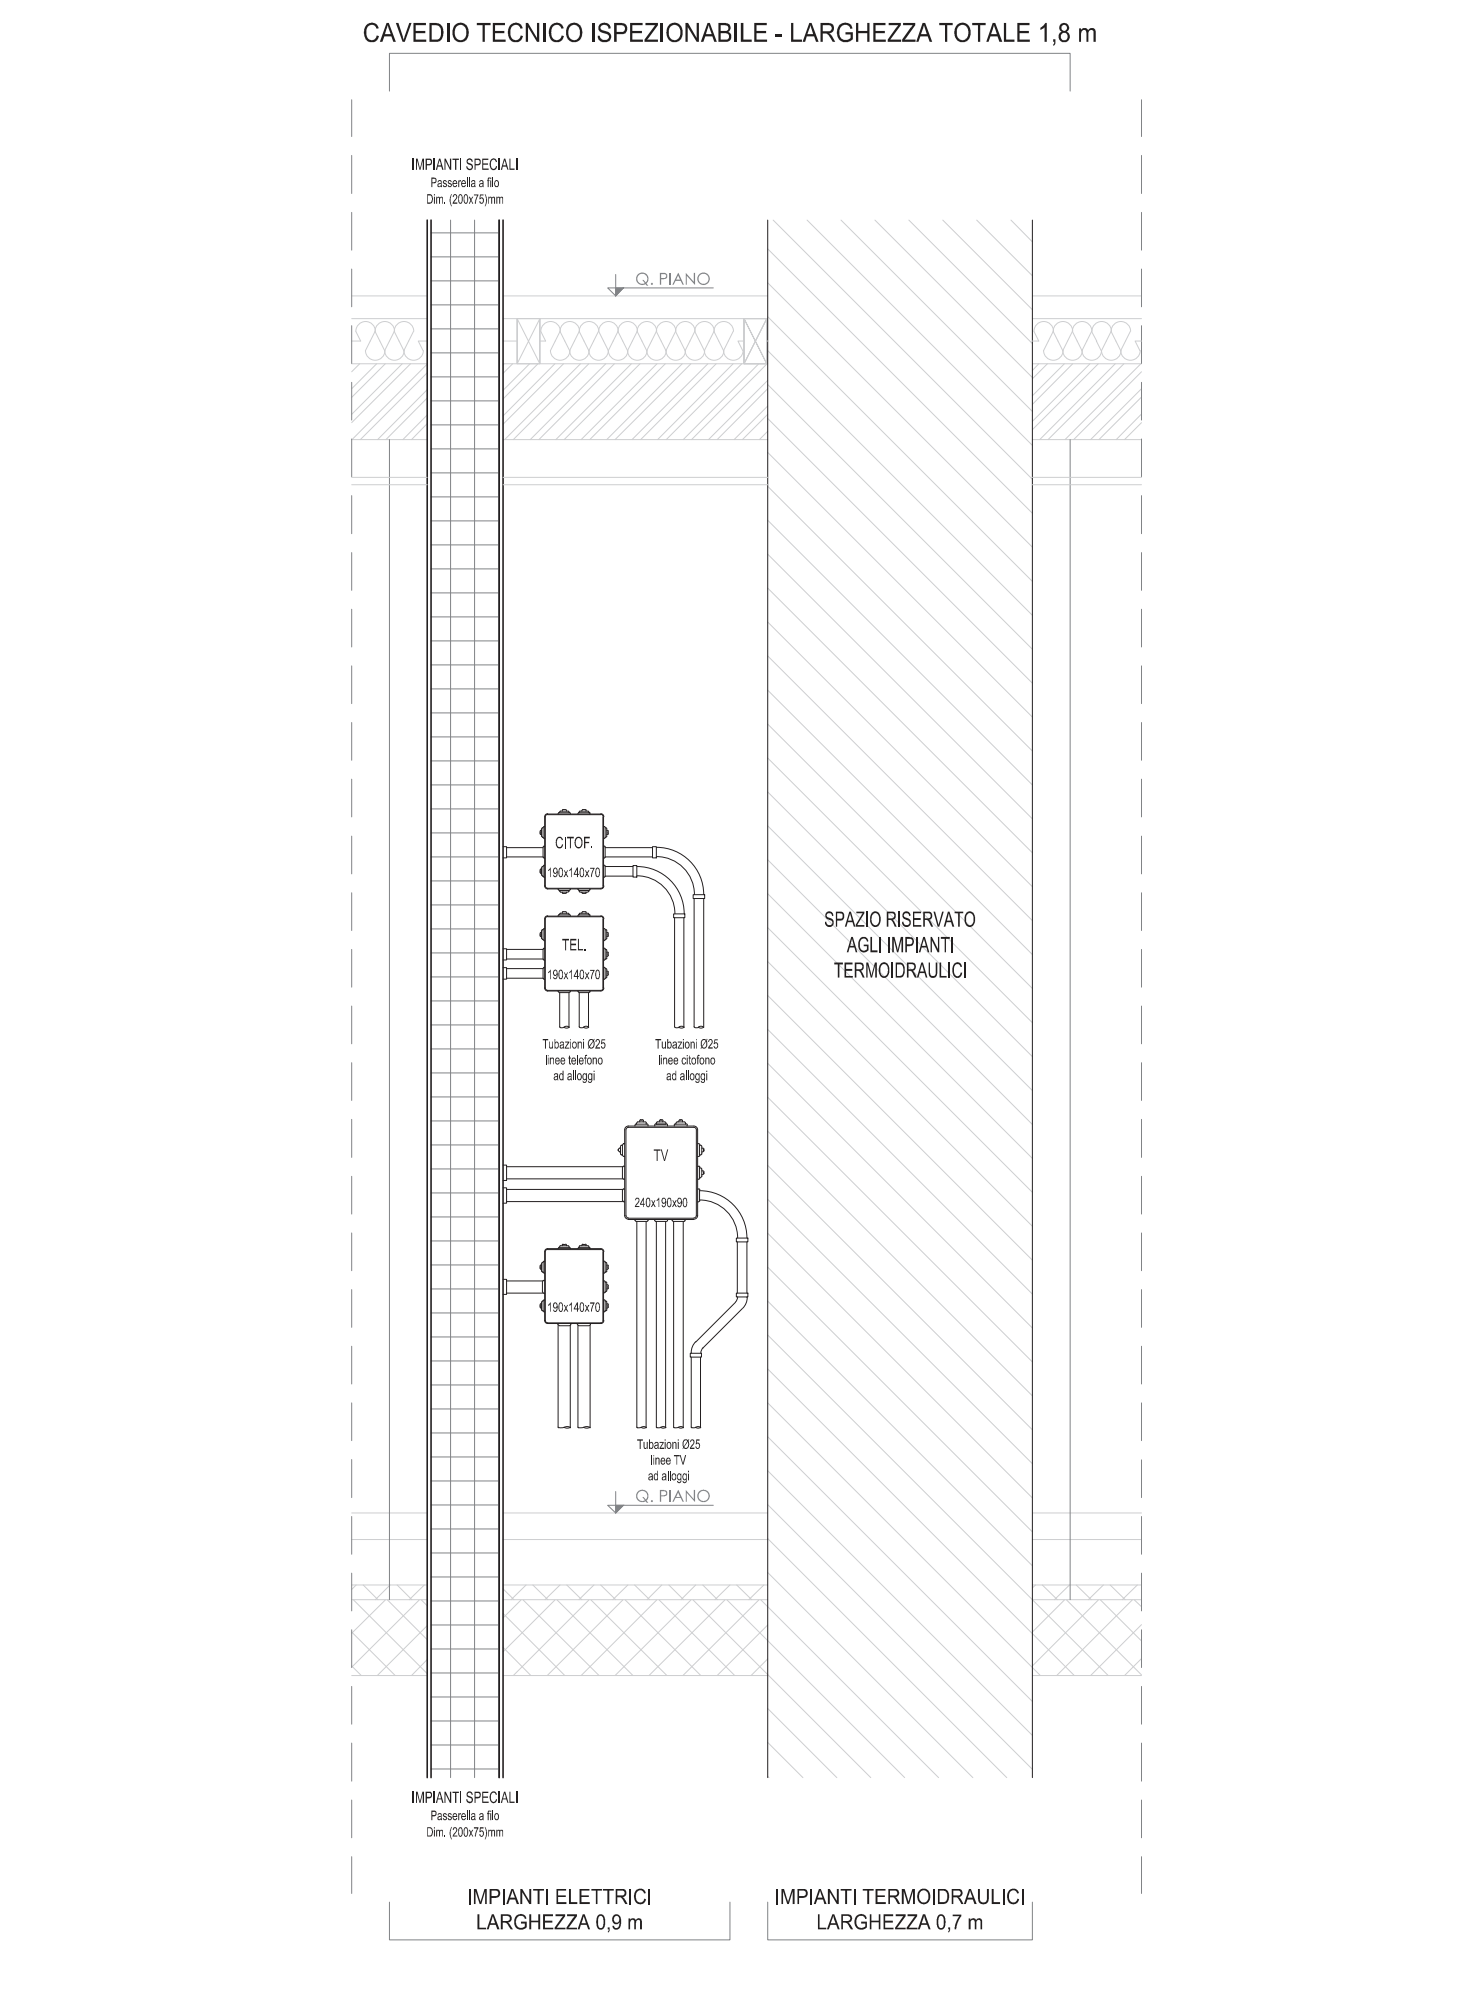 CAVEDIO TECNICO ISPEZIONABILE - LARGHEZZA TOTALE 1,8 m
IMPIANTI SPECIALI
Passerella a filo
Dim. (200x75)mm
Q. PIANO
CITOF.
190x140x70
TEL.
190x140x70
SPAZIO RISERVATO
AGLI IMPIANTI
TERMOIDRAULICI
Tubazioni Ø25
linee telefono
ad alloggi
Tubazioni Ø25
linee citofono
ad alloggi
TV
240x190x90
190x140x70
Tubazioni Ø25
linee TV
ad alloggi
Q. PIANO
IMPIANTI SPECIALI
Passerella a filo
Dim. (200x75)mm
IMPIANTI ELETTRICI
LARGHEZZA 0,9 m
IMPIANTI TERMOIDRAULICI
LARGHEZZA 0,7 m